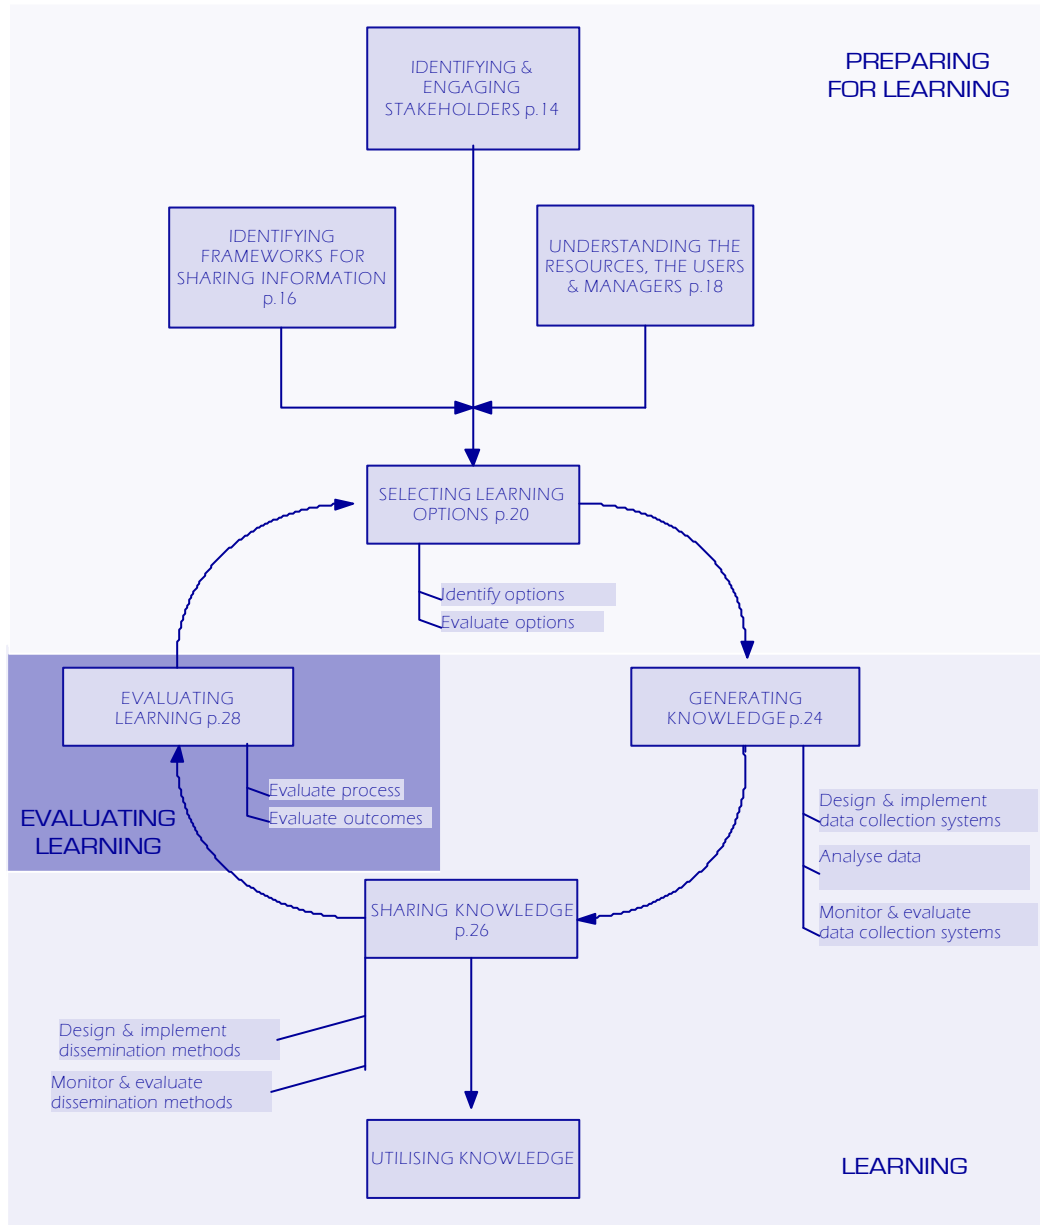 IDENTIFYING &
ENGAGING
STAKEHOLDERS p.14
PREPARING
FOR LEARNING
IDENTIFYING
FRAMEWORKS FOR
SHARING INFORMATION
p.16
UNDERSTANDING THE
RESOURCES, THE USERS
& MANAGERS p.18
SELECTING LEARNING
OPTIONS p.20
Identify options
Evaluate options
EVALUATING
LEARNING p.28
Evaluate process
Evaluate outcomes
EVALUATING
LEARNING
GENERATING
KNOWLEDGE p.24
Design & implement
data collection systems
Analyse data
Monitor & evaluate
data collection systems
SHARING KNOWLEDGE
p.26
Design & implement
dissemination methods
Monitor & evaluate
dissemination methods
UTILISING KNOWLEDGE
LEARNING